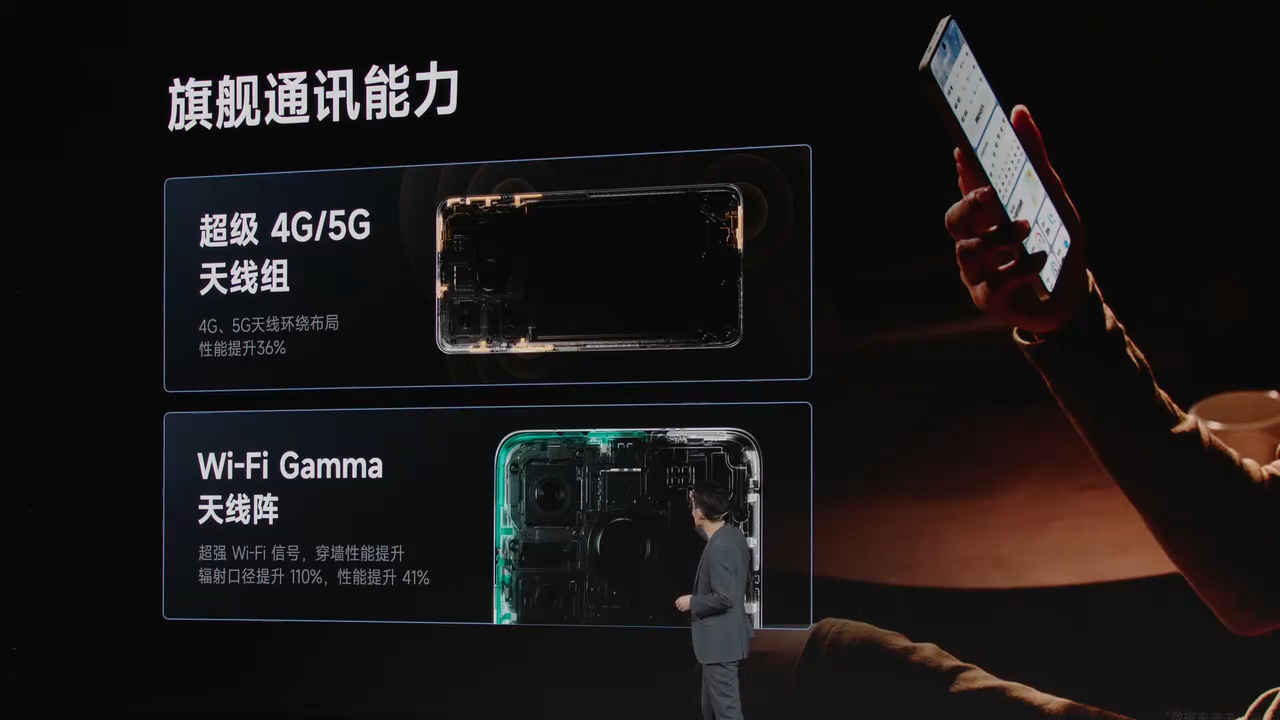 旗舰通讯能力
超级 4G/5G
天线组
4G、5G天线环绕布局
性能提升36%
Wi-Fi Gamma
天线阵
超强 Wi-Fi 信号，穿墙性能提升
辐射口径提升 110%，性能提升 41%